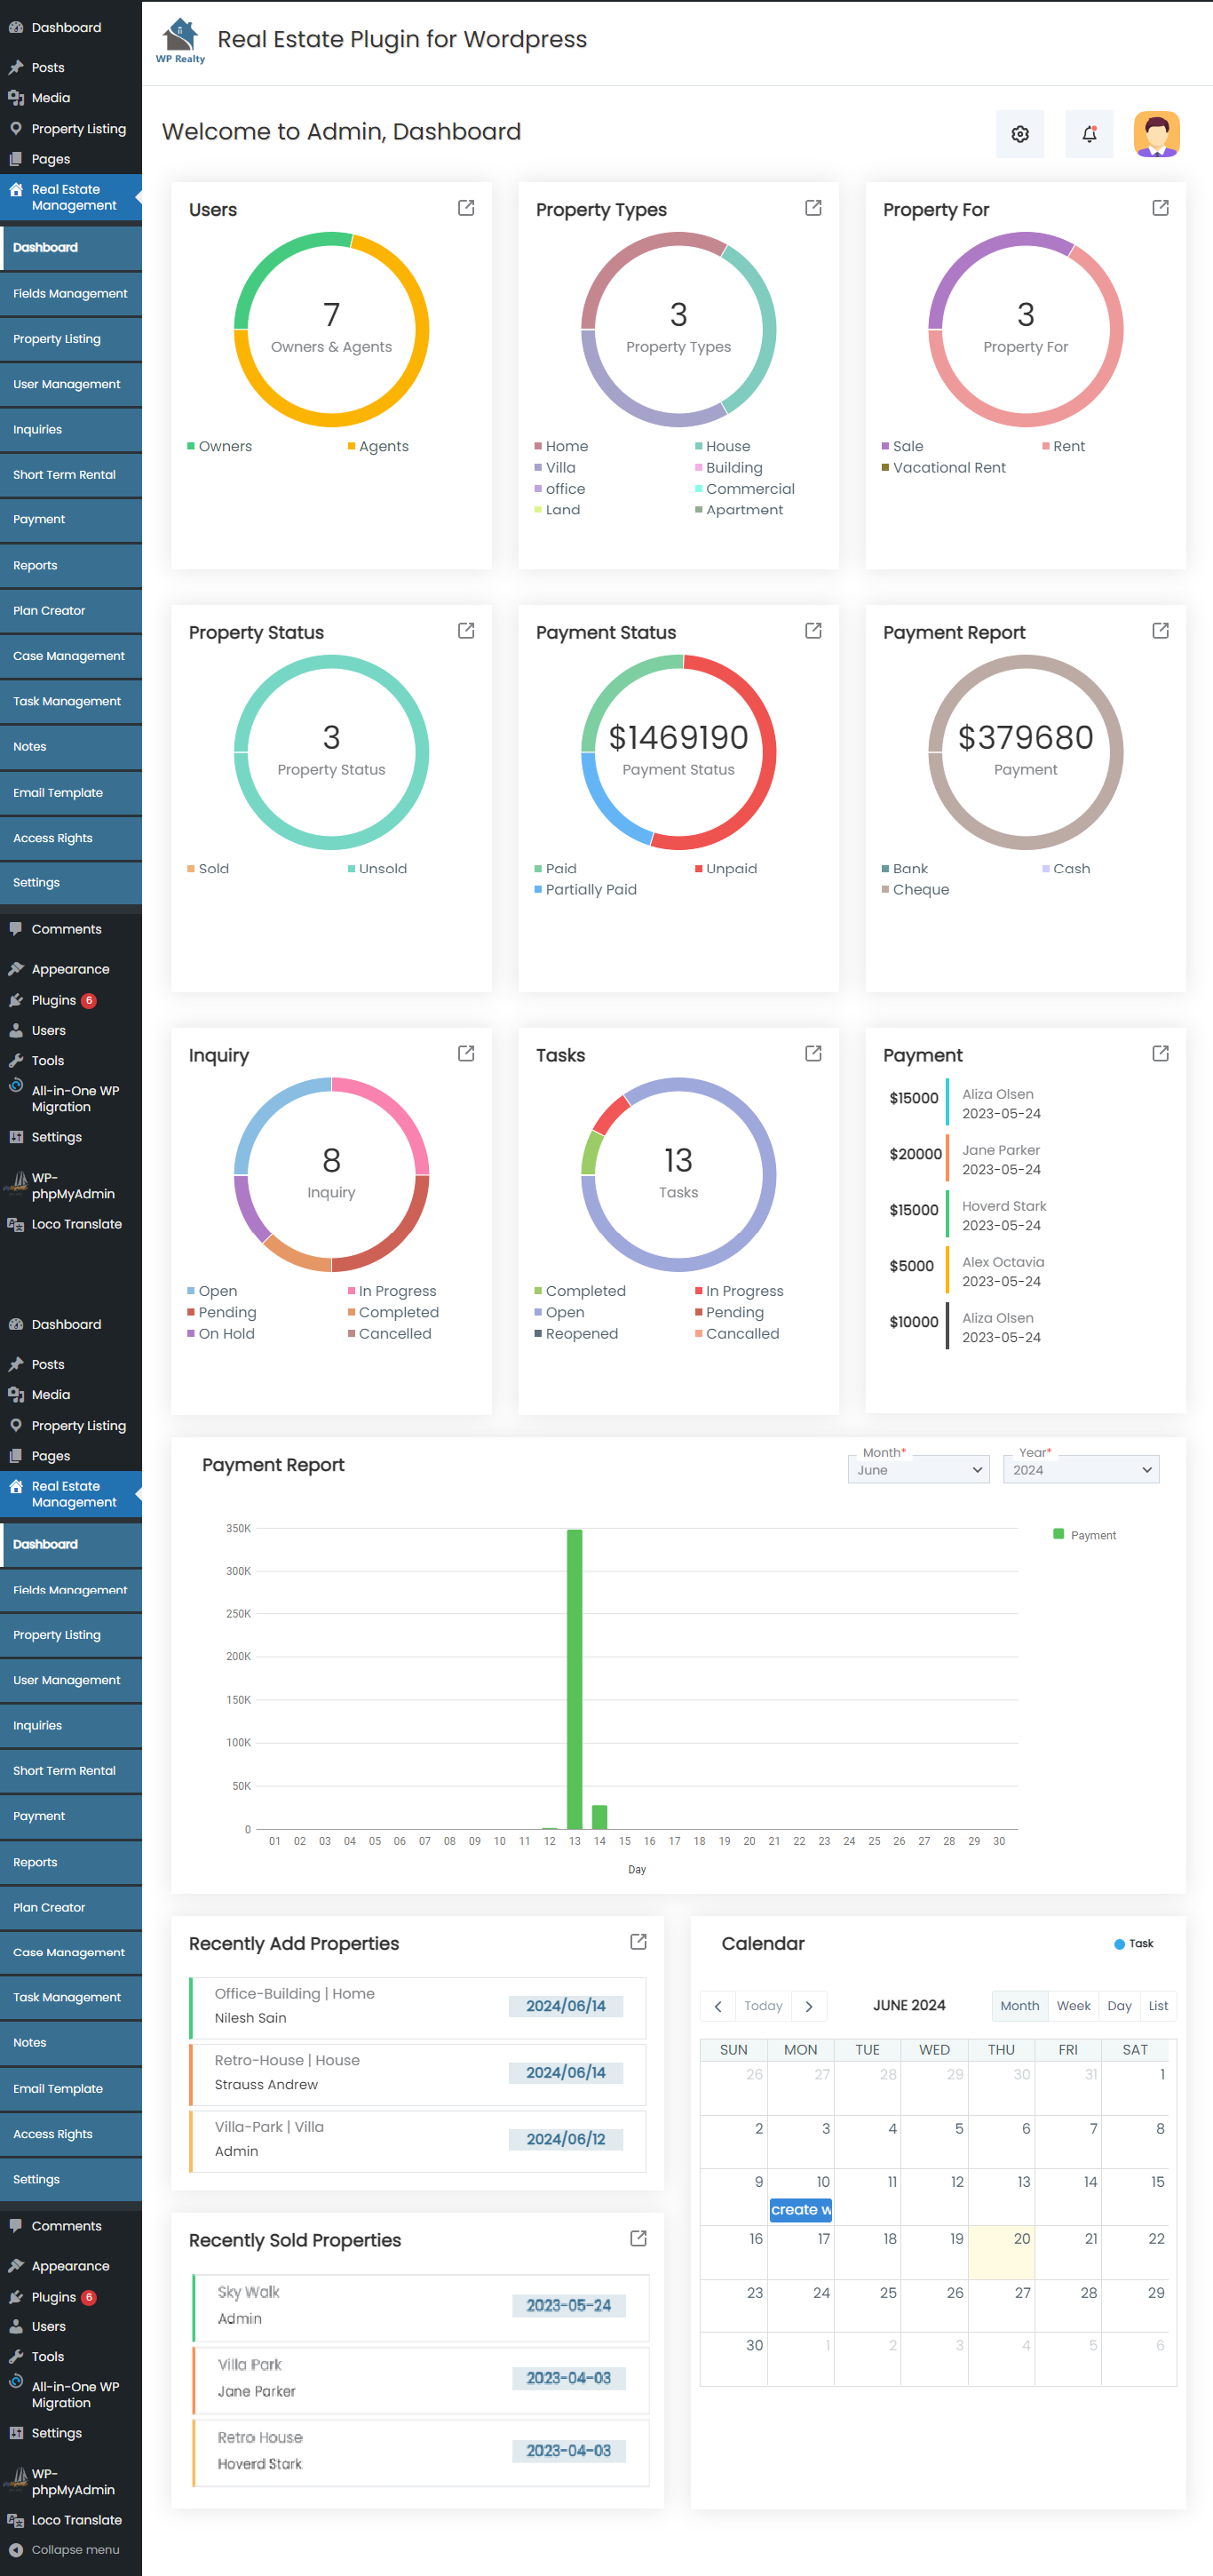 Dashboard
Posts
Media
Property Listing
Pages
Real Estate
Management
Dashboard
Fields Management
Property Listing
User Management
Inquiries
Short Term Rental
Payment
Reports
Plan Creator
Case Management
Task Management
Notes
Email Template
Access Rights
Settings
Comments
Appearance
Plugins 6
Users
Tools
All-in-One WP
Migration
Settings
WP-
phpMyAdmin
Loco Translate
Dashboard
Posts
Media
Property Listing
Pages
Real Estate
Management
Dashboard
Fields Management
Property Listing
User Management
Inquiries
Short Term Rental
Payment
Reports
Plan Creator
Case Management
Task Management
Notes
Email Template
Access Rights
Settings
Comments
Appearance
Plugins 6
Users
Tools
All-in-One WP
Migration
Settings
WP-
phpMyAdmin
Loco Translate
Collapse menu
WP Realty
Real Estate Plugin for Wordpress
Welcome to Admin, Dashboard
Users
7
Owners & Agents
Owners Agents
Property Types
3
Property Types
Home House
Villa Building
office Commercial
Land Apartment
Property For
3
Property For
Sale Rent
Vacational Rent
Property Status
3
Property Status
Sold Unsold
Payment Status
$1469190
Payment Status
Paid Unpaid
Partially Paid
Payment Report
$379680
Payment
Bank Cash
Cheque
Inquiry
8
Inquiry
Open In Progress
Pending Completed
On Hold Cancelled
Tasks
13
Tasks
Completed In Progress
Open Pending
Reopened Cancalled
Payment
$15000 Aliza Olsen
2023-05-24
$20000 Jane Parker
2023-05-24
$15000 Hoverd Stark
2023-05-24
$5000 Alex Octavia
2023-05-24
$10000 Aliza Olsen
2023-05-24
Payment Report
Month* Year*
June 2024
350K
300K
250K
200K
150K
100K
50K
0
Payment
01 02 03 04 05 06 07 08 09 10 11 12 13 14 15 16 17 18 19 20 21 22 23 24 25 26 27 28 29 30
Day
Recently Add Properties
Office-Building | Home
Nilesh Sain
2024/06/14
Retro-House | House
Strauss Andrew
2024/06/14
Villa-Park | Villa
Admin
2024/06/12
Recently Sold Properties
Sky Walk
Admin
2023-05-24
Villa Park
Jane Parker
2023-04-03
Retro House
Hoverd Stark
2023-04-03
Calendar
Task
Today
JUNE 2024
Month Week Day List
SUN MON TUE WED THU FRI SAT
26 27 28 29 30 31 1
2 3 4 5 6 7 8
9 10 11 12 13 14 15
create w
16 17 18 19 20 21 22
23 24 25 26 27 28 29
30 1 2 3 4 5 6